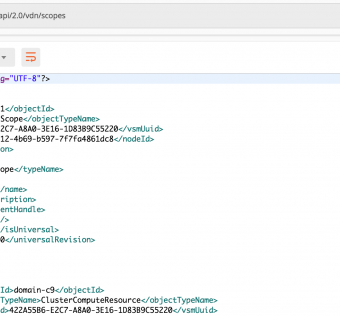 api/2.0/vdn/scopes
g="UTF-8"?>
1</objectId>
Scope</objectTypeName>
2C7-A8A0-3E16-1D83B9C55220</vsmUuid>
12-4b69-b597-7f7fa4861dc8</nodeId>
on>
ope</typeName>
/name>
ription>
entHandle>
/>
/isUniversal>
0</universalRevision>
Id>domain-c9</objectId>
TypeName>ClusterComputeResource</objectTypeName>
d>422A55B6-E2C7-A8A0-3E16-1D83B9C55220</vsmUuid>